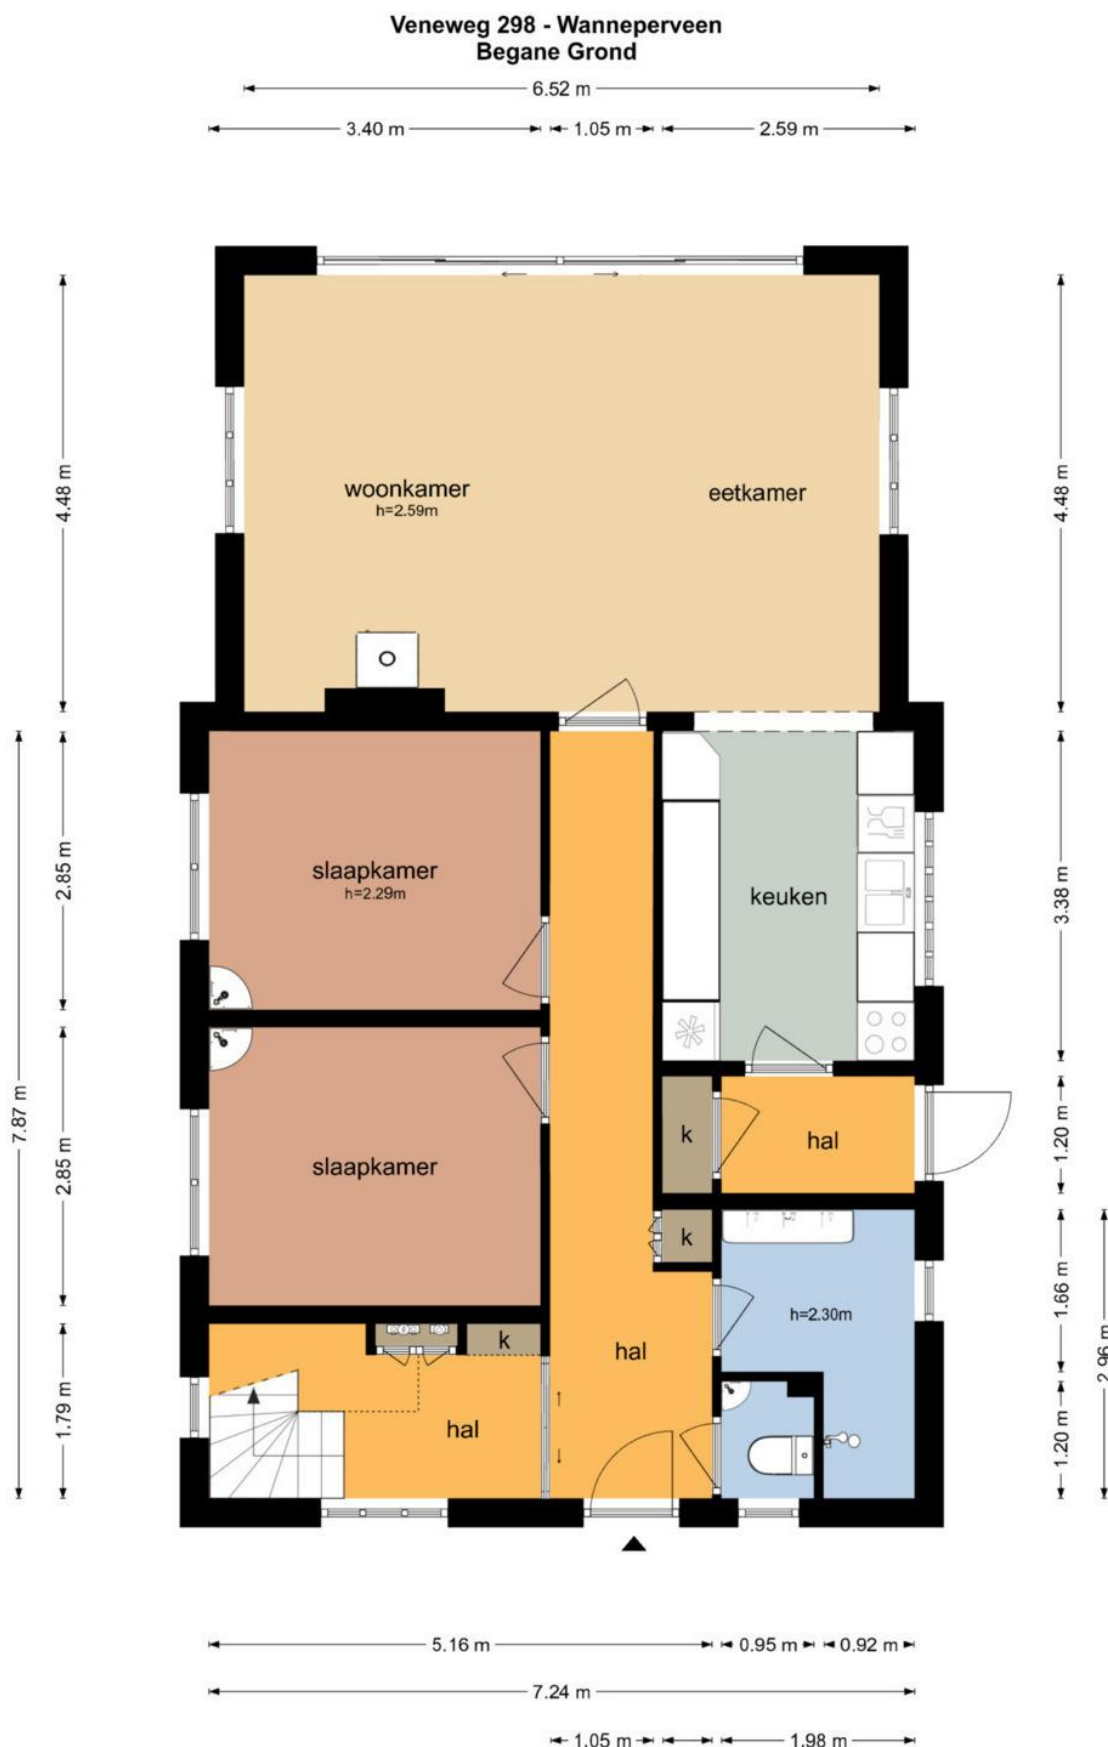 Veneweg 298 - Wanneperveen
Begane Grond
6.52 m
3.40 m
1.05 m
2.59 m
4.48 m
4.48 m
woonkamer
h=2.59m
eetkamer
2.85 m
3.38 m
slaapkamer
h=2.29m
keuken
7.87 m
2.85 m
1.20 m
k
hal
slaapkamer
k
1.66 m
2.96 m
h=2.30m
k
hal
1.79 m
hal
1.20 m
5.16 m
0.95 m
0.92 m
7.24 m
1.05 m
1.98 m